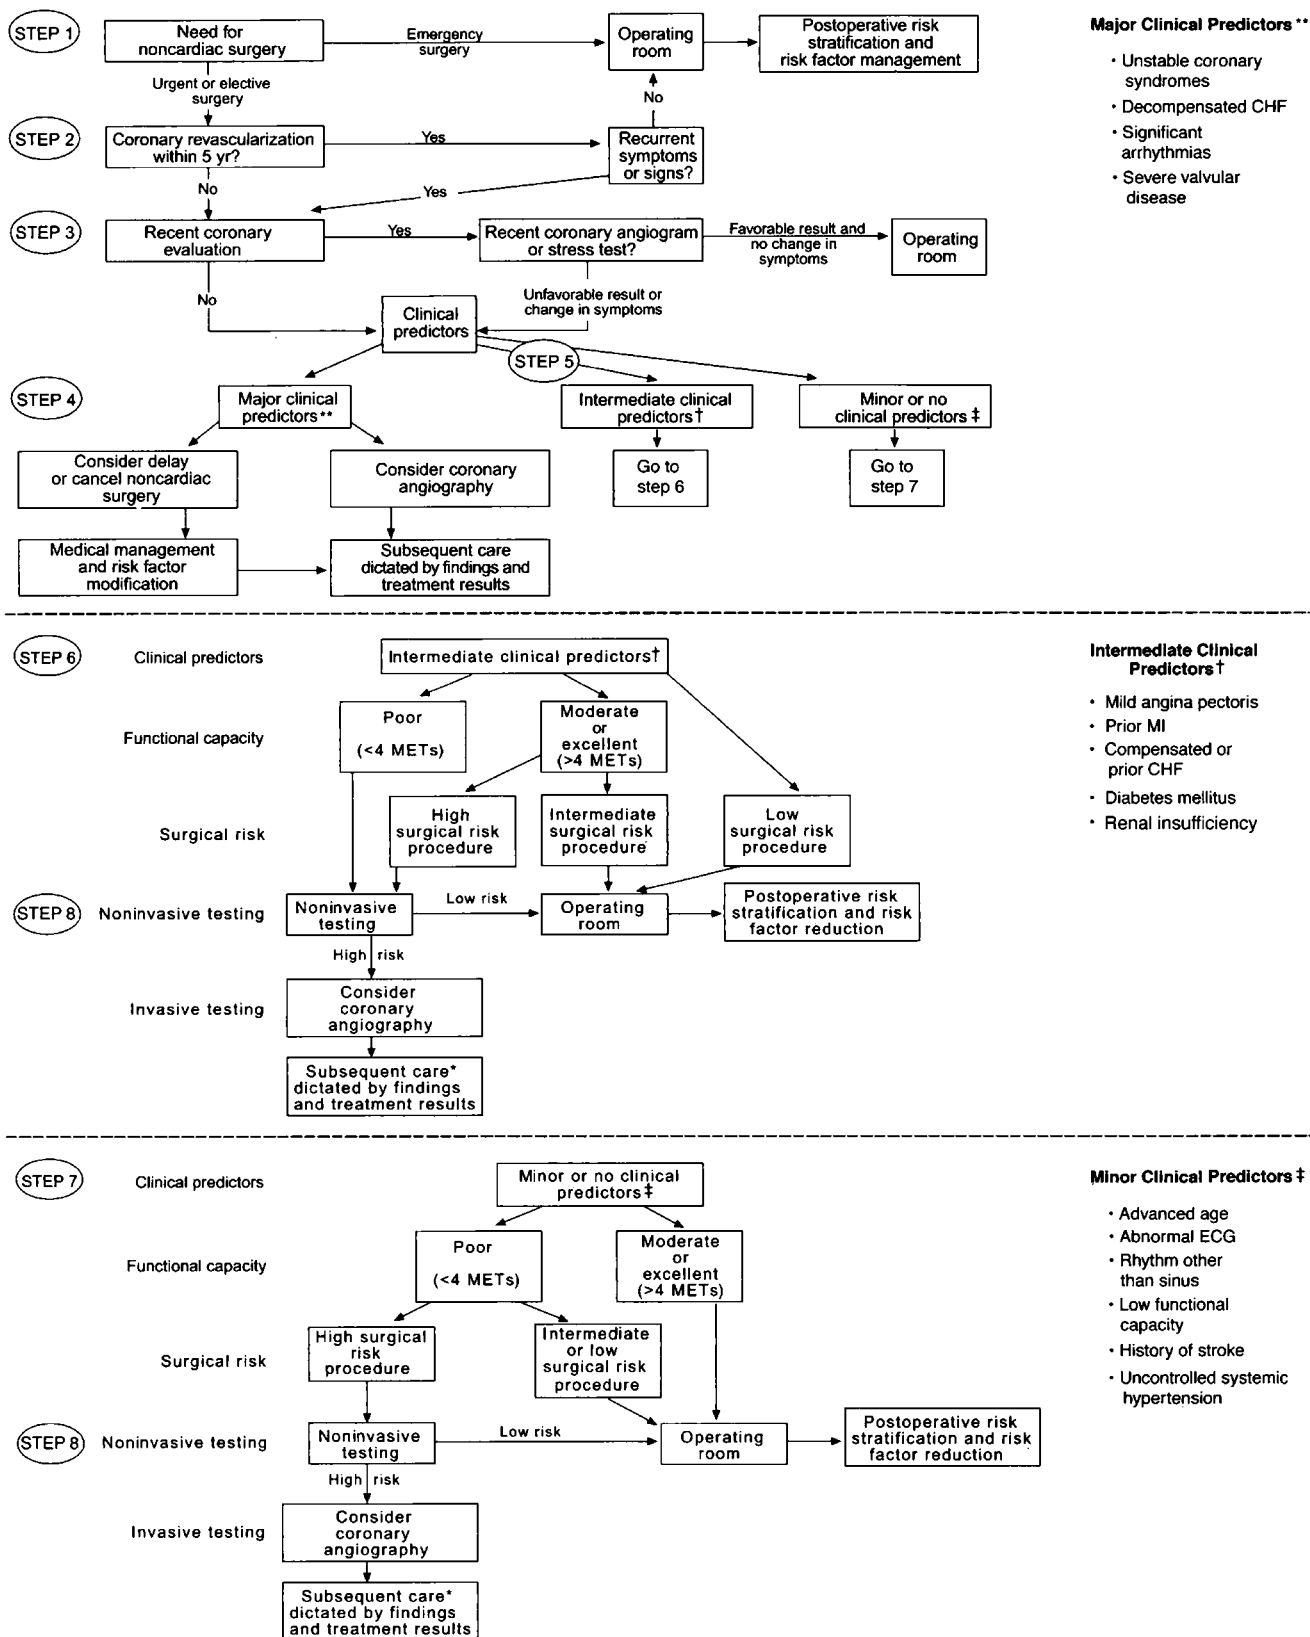 STEP 1
Need for
noncardiac surgery
Emergency
surgery
Operating
room
Postoperative risk
stratification and
risk factor management
Urgent or elective
surgery
No
STEP 2
Coronary revascularization
within 5 yr?
Yes
Recurrent
symptoms
or signs?
No
Yes
STEP 3
Recent coronary
evaluation
Yes
Recent coronary angiogram
or stress test?
Favorable result and
no change in
symptoms
Operating
room
No
Unfavorable result or
change in symptoms
Clinical
predictors
STEP 5
STEP 4
Major clinical
predictors**
Intermediate clinical
predictors†
Minor or no
clinical predictors‡
Consider delay
or cancel noncardiac
surgery
Consider coronary
angiography
Go to
step 6
Go to
step 7
Medical management
and risk factor
modification
Subsequent care
dictated by findings and
treatment results
Major Clinical Predictors**
• Unstable coronary
syndromes
• Decompensated CHF
• Significant
arrhythmias
• Severe valvular
disease
STEP 6
Clinical predictors
Intermediate clinical predictors†
Functional capacity
Poor
(<4 METs)
Moderate
or
excellent
(>4 METs)
Surgical risk
High
surgical risk
procedure
Intermediate
surgical risk
procedure
Low
surgical risk
procedure
STEP 8
Noninvasive testing
Noninvasive
testing
Low risk
Operating
room
Postoperative risk
stratification and risk
factor reduction
High risk
Invasive testing
Consider
coronary
angiography
Subsequent care*
dictated by findings
and treatment results
Intermediate Clinical
Predictors†
• Mild angina pectoris
• Prior MI
• Compensated or
prior CHF
• Diabetes mellitus
• Renal insufficiency
STEP 7
Clinical predictors
Minor or no clinical
predictors‡
Functional capacity
Poor
(<4 METs)
Moderate
or
excellent
(>4 METs)
Surgical risk
High surgical
risk
procedure
Intermediate
or low
surgical risk
procedure
STEP 8
Noninvasive testing
Noninvasive
testing
Low risk
Operating
room
Postoperative risk
stratification and risk
factor reduction
High risk
Invasive testing
Consider
coronary
angiography
Subsequent care*
dictated by findings
and treatment results
Minor Clinical Predictors‡
• Advanced age
• Abnormal ECG
• Rhythm other
than sinus
• Low functional
capacity
• History of stroke
• Uncontrolled systemic
hypertension